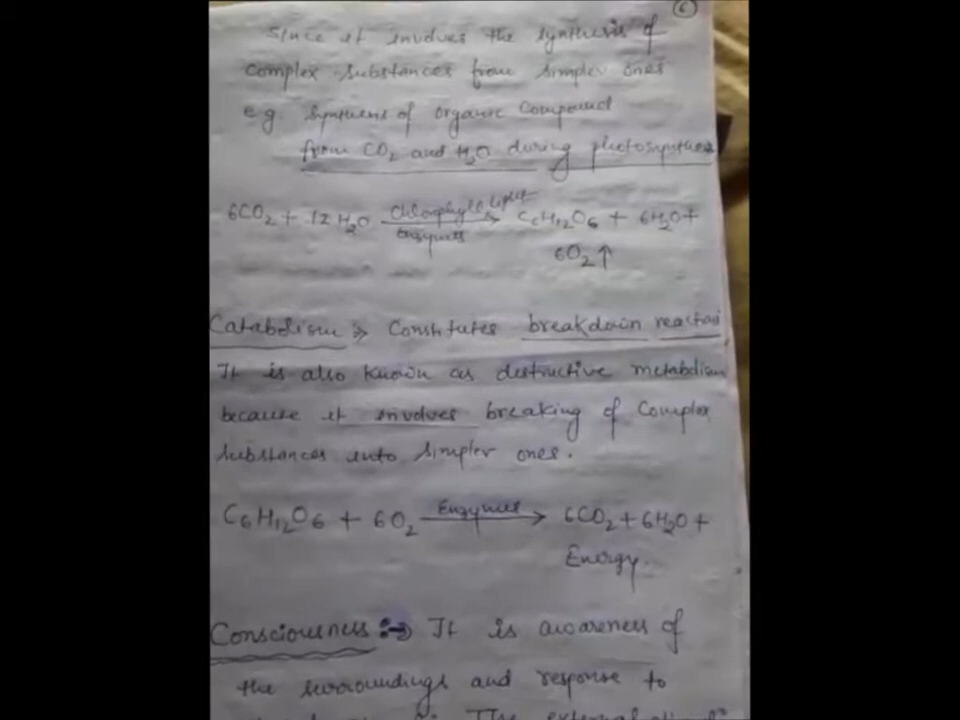 6
Since it involves the synthesis of
complex substances from simpler ones
e.g. Synthesis of organic compound
from CO2 and H2O during photosynthesis
6CO2 + 12H2O Chlorophyll light Enzymes → C6H12O6 + 6H2O +
6O2↑
Catabolism → Constitutes breakdown reaction
It is also known as destructive metabolism
because it involves breaking of complex
substances into simpler ones.
C6H12O6 + 6O2 Enzymes → 6CO2 + 6H2O +
Energy.
Consciousness :→ It is awareness of
the surroundings and response to
The external